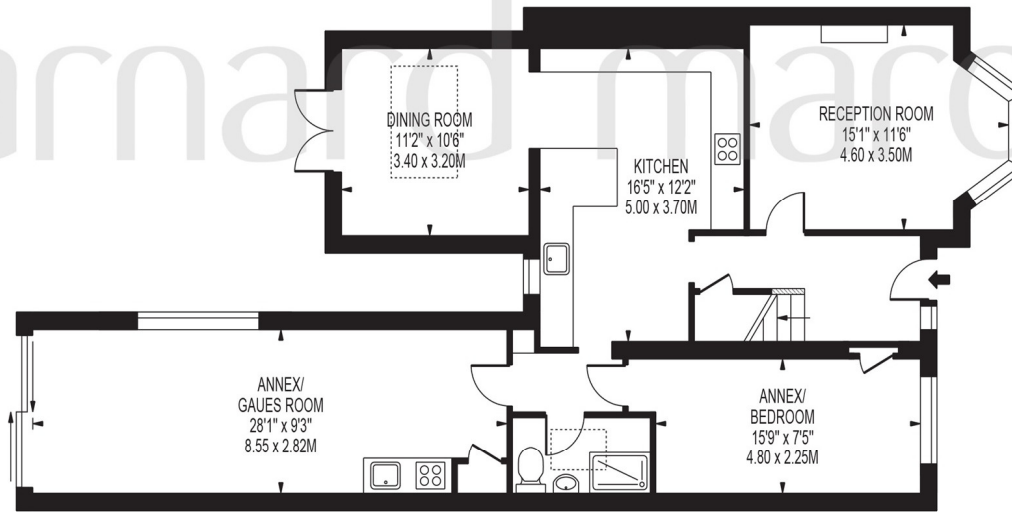 arnard marc
DINING ROOM
11'2" x 10'6"
3.40 x 3.20M
KITCHEN
16'5" x 12'2"
5.00 x 3.70M
RECEPTION ROOM
15'1" x 11'6"
4.60 x 3.50M
ANNEX/
GAUES ROOM
28'1" x 9'3"
8.55 x 2.82M
ANNEX/
BEDROOM
15'9" x 7'5"
4.80 x 2.25M